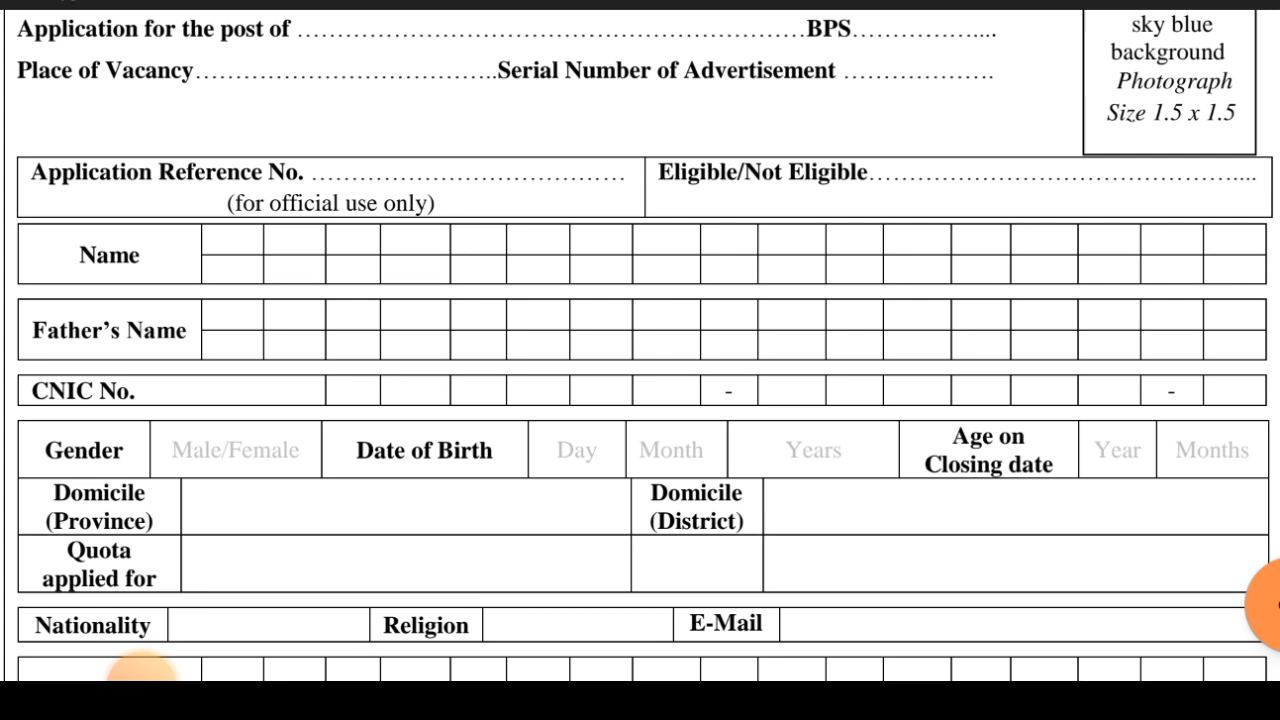 Application for the post of ……………………………………………………….BPS……………....
Place of Vacancy……………………………….Serial Number of Advertisement ……………….
sky blue
background
Photograph
Size 1.5 x 1.5
Application Reference No. …………………………………
(for official use only)
Eligible/Not Eligible………………………………………....
Name
Father’s Name
CNIC No. - -
Gender Male/Female Date of Birth Day Month Years Age on Closing date Year Months
Domicile (Province) Domicile (District)
Quota applied for
Nationality Religion E-Mail